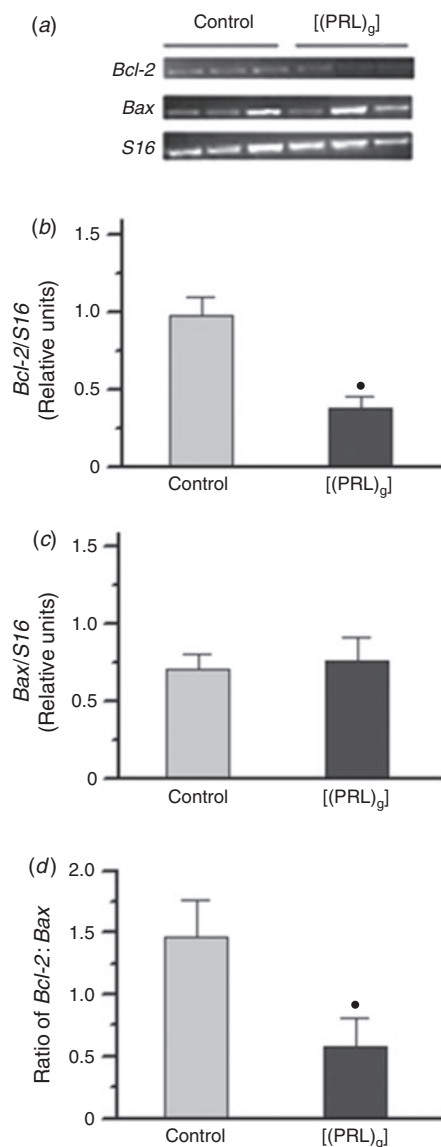 (a)
Control [(PRL)g]
Bcl-2
Bax
S16
(b)
Bcl-2/S16
(Relative units)
1.5
1.0
0.5
0
Control [(PRL)g]
(c)
Bax/S16
(Relative units)
1.5
1.0
0.5
0
Control [(PRL)g]
(d)
Ratio of Bcl-2: Bax
2.0
1.5
1.0
0.5
0
Control [(PRL)g]